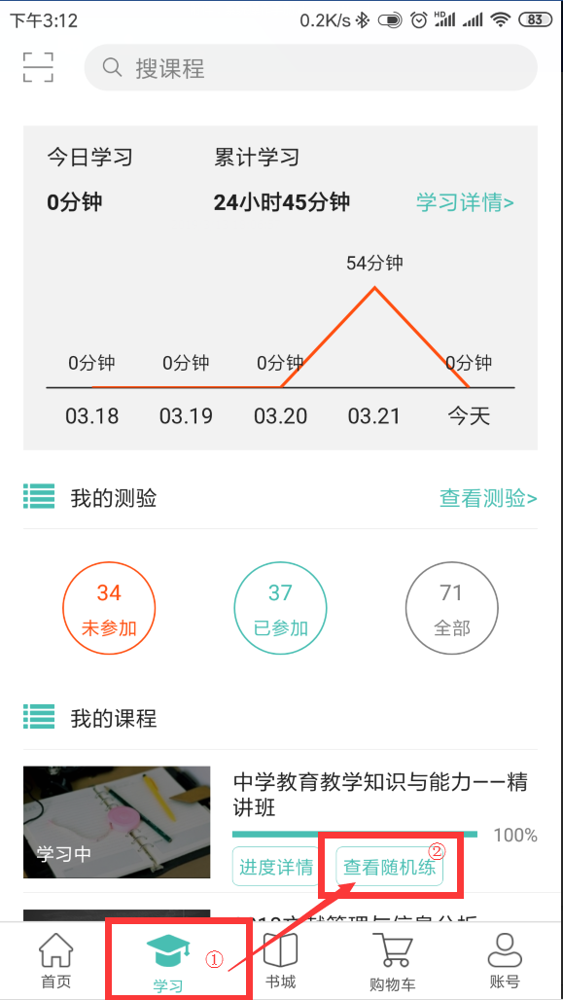 下午3:12 0.2K/s HD 83
搜课程
今日学习 累计学习
0分钟 24小时45分钟 学习详情>
54分钟
0分钟 0分钟 0分钟 0分钟
03.18 03.19 03.20 03.21 今天
我的测验 查看测验>
34 37 71
未参加 已参加 全部
我的课程
中学教育教学知识与能力——精
讲班
学习中
100%
进度详情 查看随机练 ②
首页 学习 ① 书城 购物车 账号